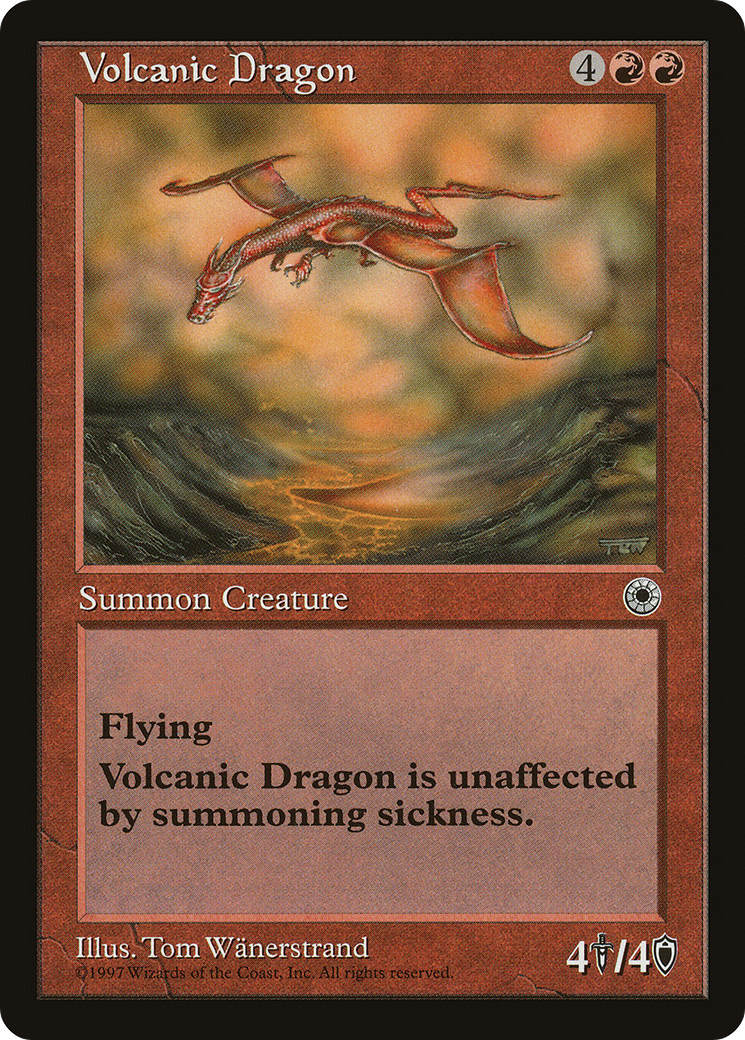 Volcanic Dragon 4
TEW
Summon Creature
Flying
Volcanic Dragon is unaffected
by summoning sickness.
Illus. Tom Wänerstrand
4/4
©1997 Wizards of the Coast, Inc. All rights reserved.